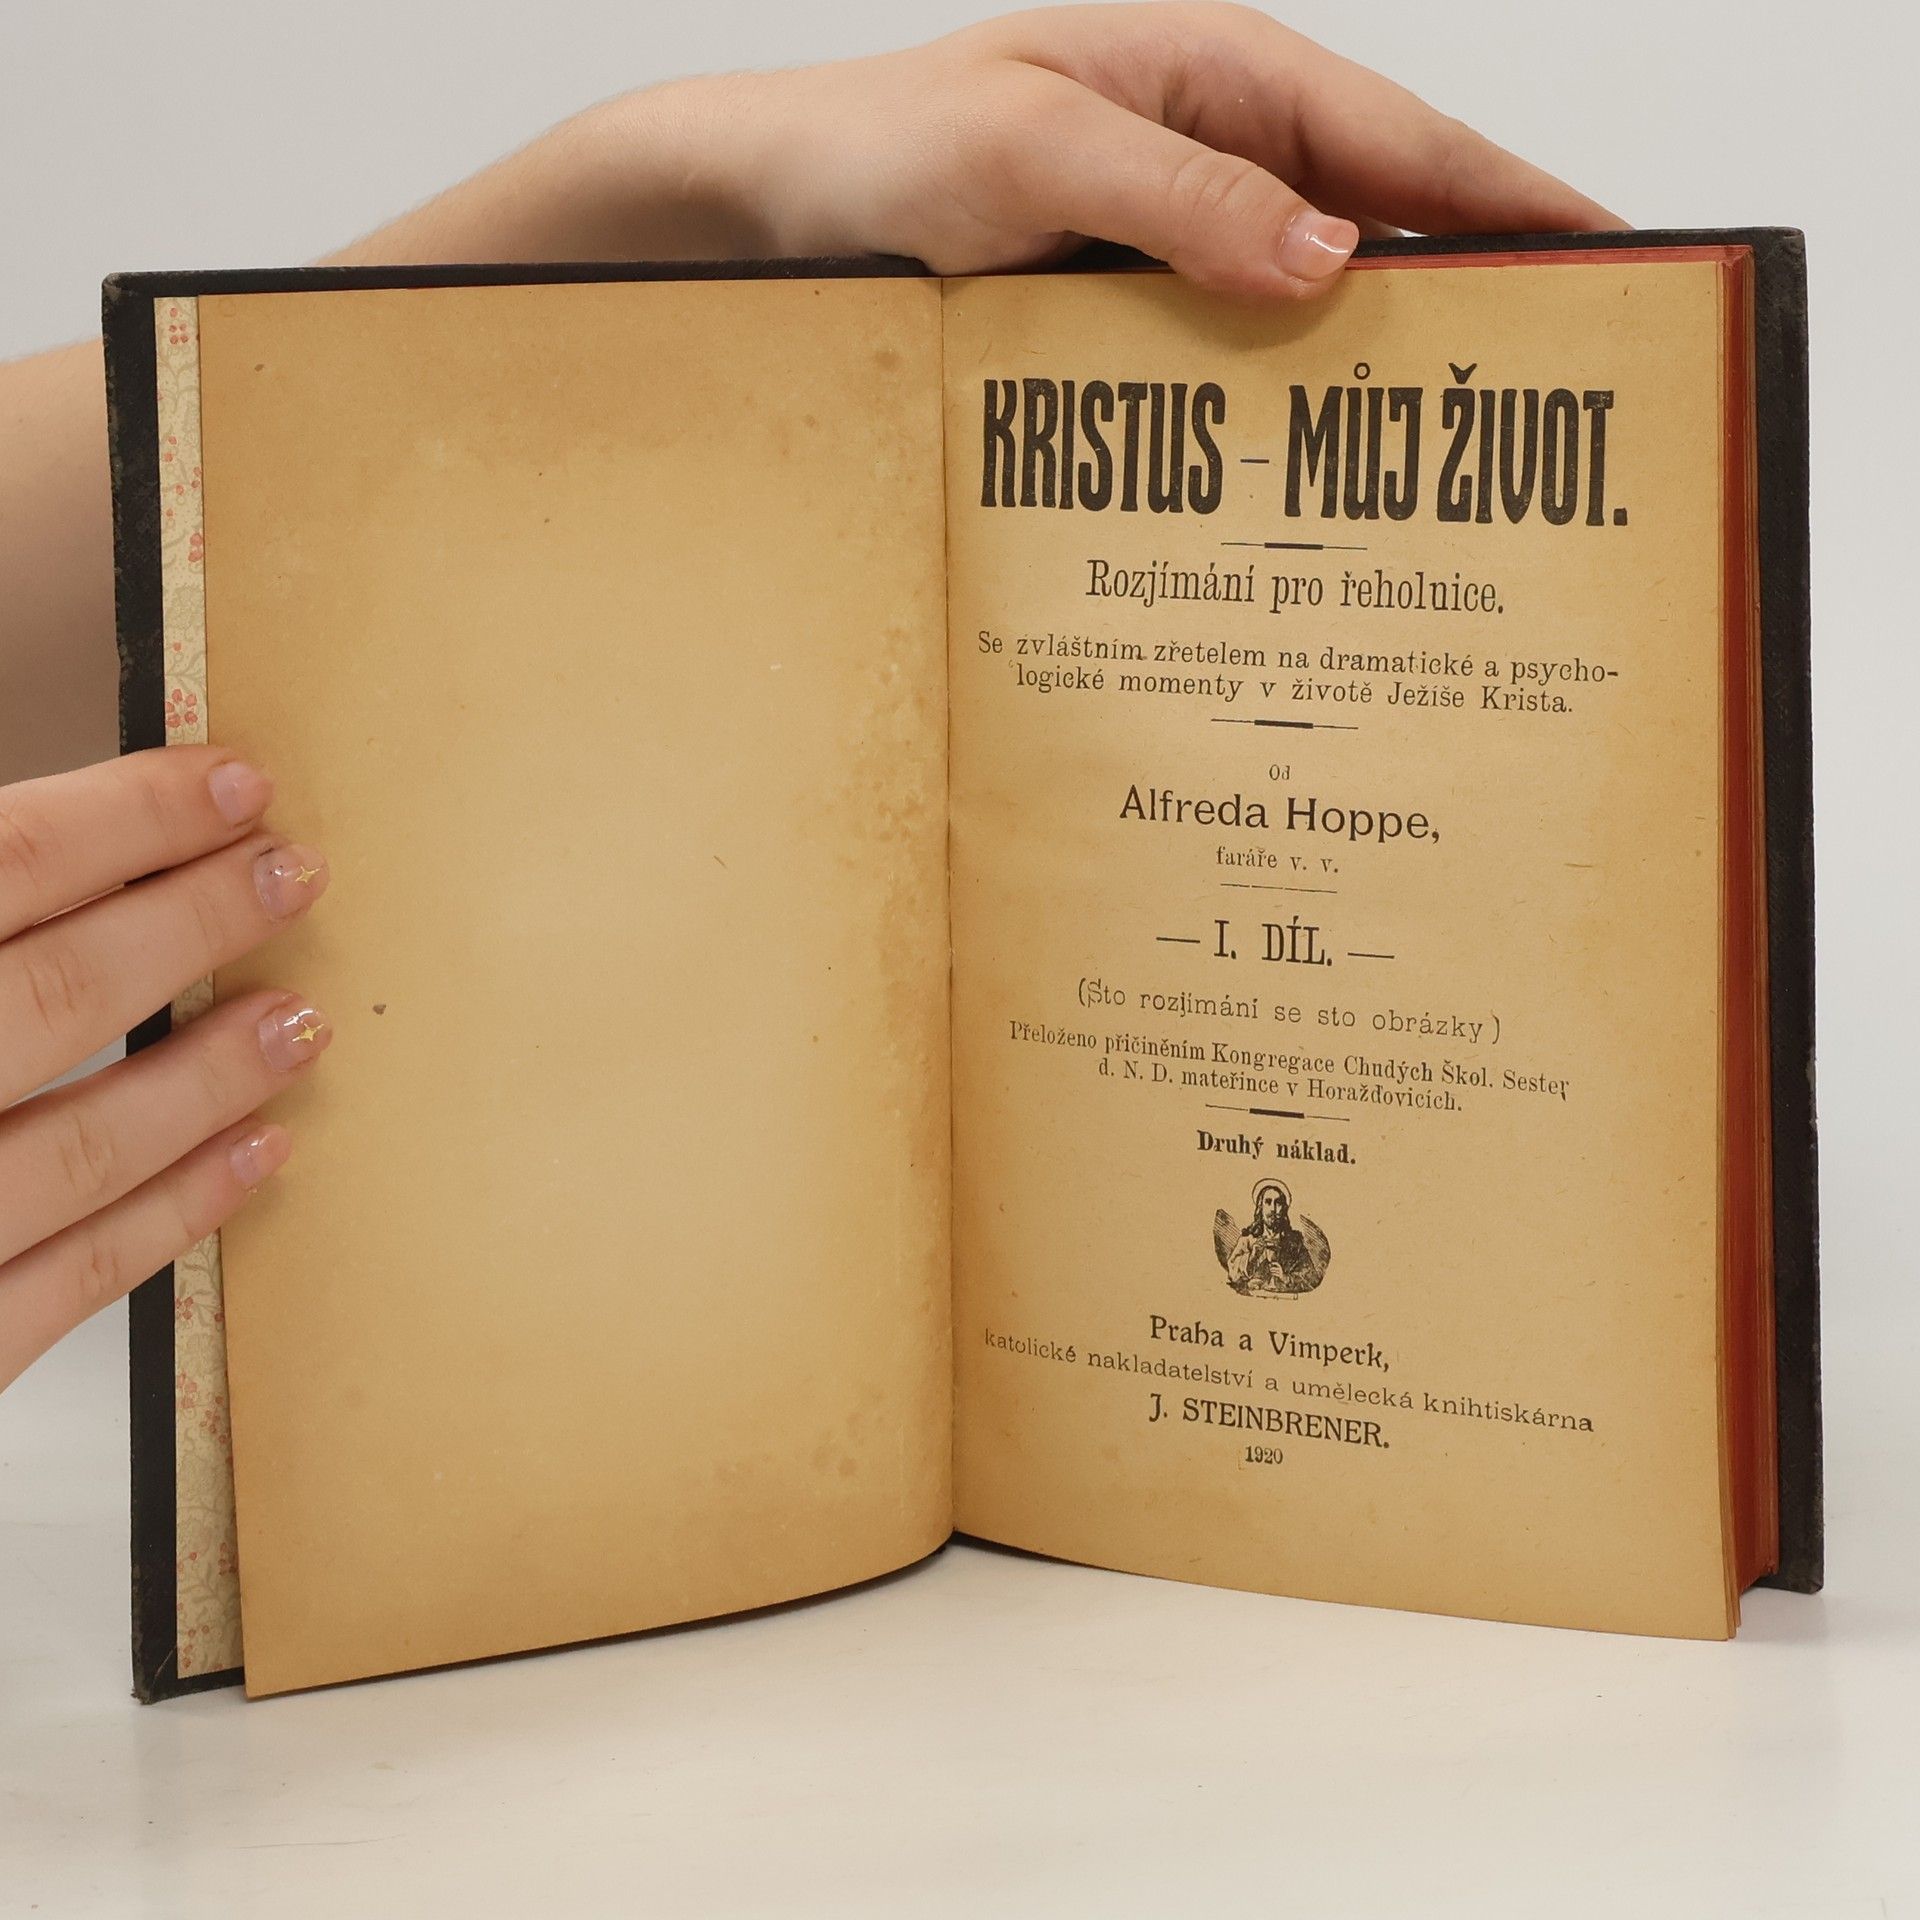 KRISTUS – MŮJ ŽIVOT.
Rozjímání pro řeholnice.
Se zvláštním zřetelem na dramatické a psycho-
logické momenty v životě Ježíše Krista.
Od
Alfreda Hoppe,
faráře v. v.
— I. DÍL. —
(Sto rozjímání se sto obrázky)
Přeloženo přičiněním Kongregace Chudých Škol. Sester
d. N. D. mateřince v Horažďovicích.
Druhý náklad.
Praha a Vimperk,
katolické nakladatelství a umělecká knihtiskárna
J. STEINBRENER.
1920